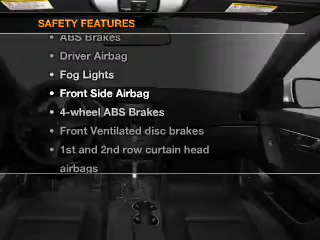 SAFETY FEATURES
• ABS Brakes
• Driver Airbag
• Fog Lights
• Front Side Airbag
• 4-wheel ABS Brakes
• Front Ventilated disc brakes
• 1st and 2nd row curtain head
airbags